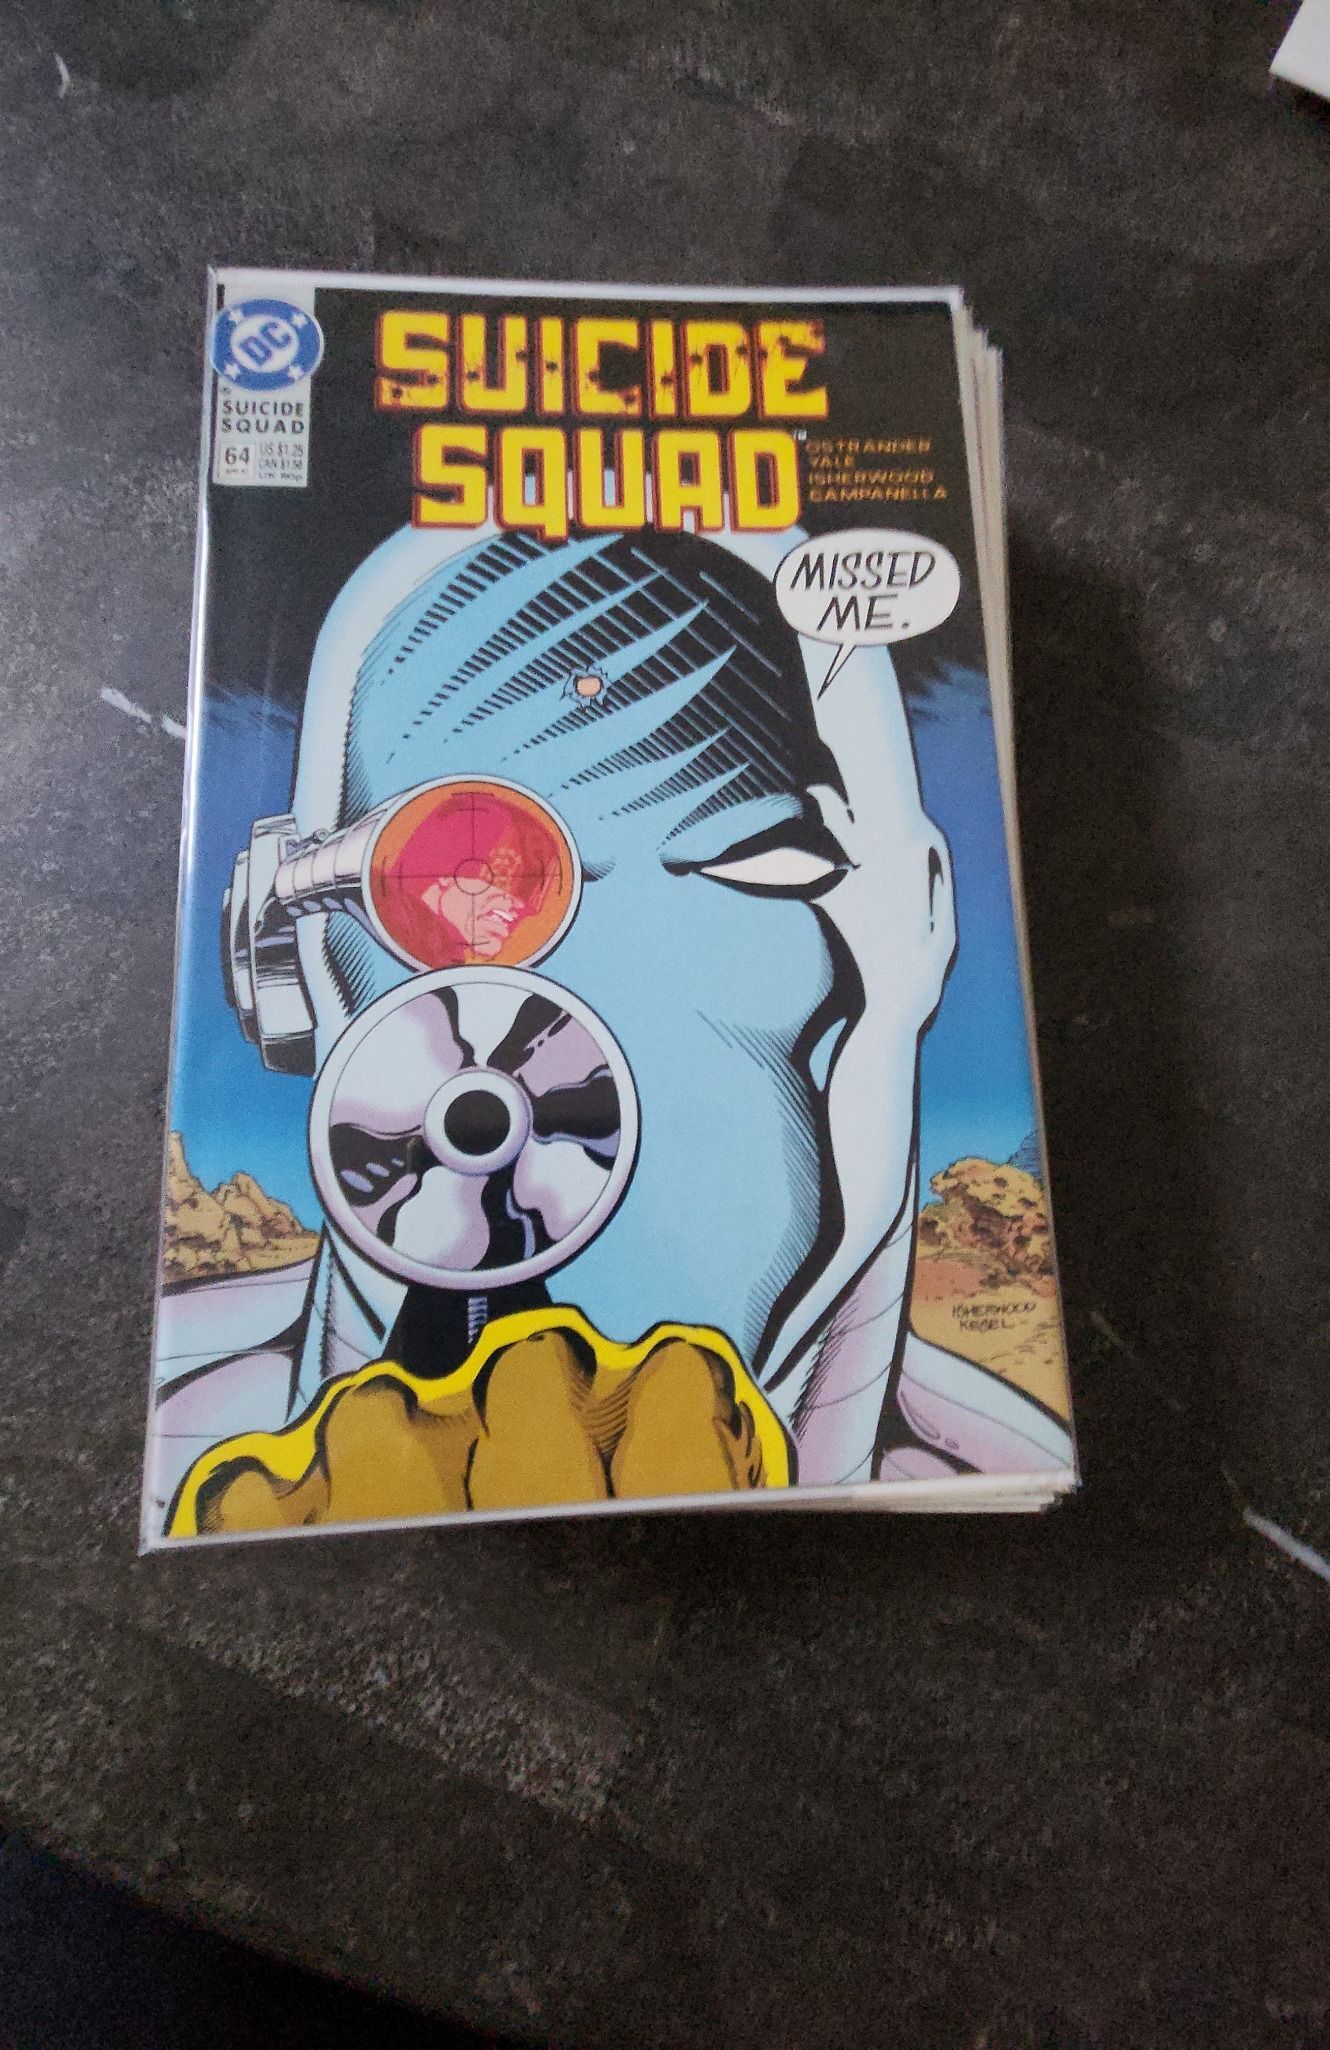 DC
SUICIDE
SQUAD
64
US $1.25
CAN $1.50
SUICIDE
SQUAD
OSTRANDER
YALE
ISHERWOOD
CAMPANELLA
MISSED
ME.
ISHERWOOD
KESEL